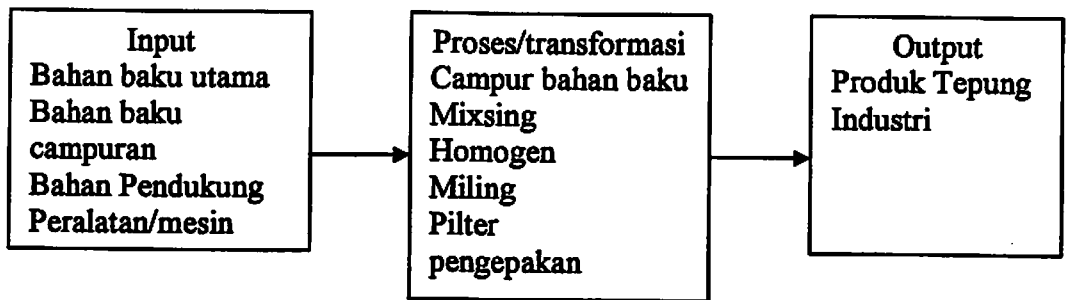 Input
Bahan baku utama
Bahan baku
campuran
Bahan Pendukung
Peralatan/mesin
Proses/transformasi
Campur bahan baku
Mixsing
Homogen
Miling
Pilter
pengepakan
Output
Produk Tepung
Industri